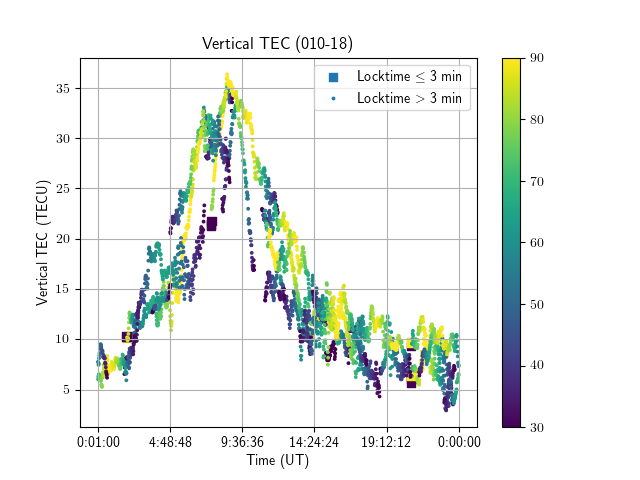 Vertical TEC (010-18)
Locktime ≤ 3 min
Locktime > 3 min
Vertical TEC (TECU)
35
30
25
20
15
10
5
0:01:00 4:48:48 9:36:36 14:24:24 19:12:12 0:00:00
Time (UT)
90
80
70
60
50
40
30